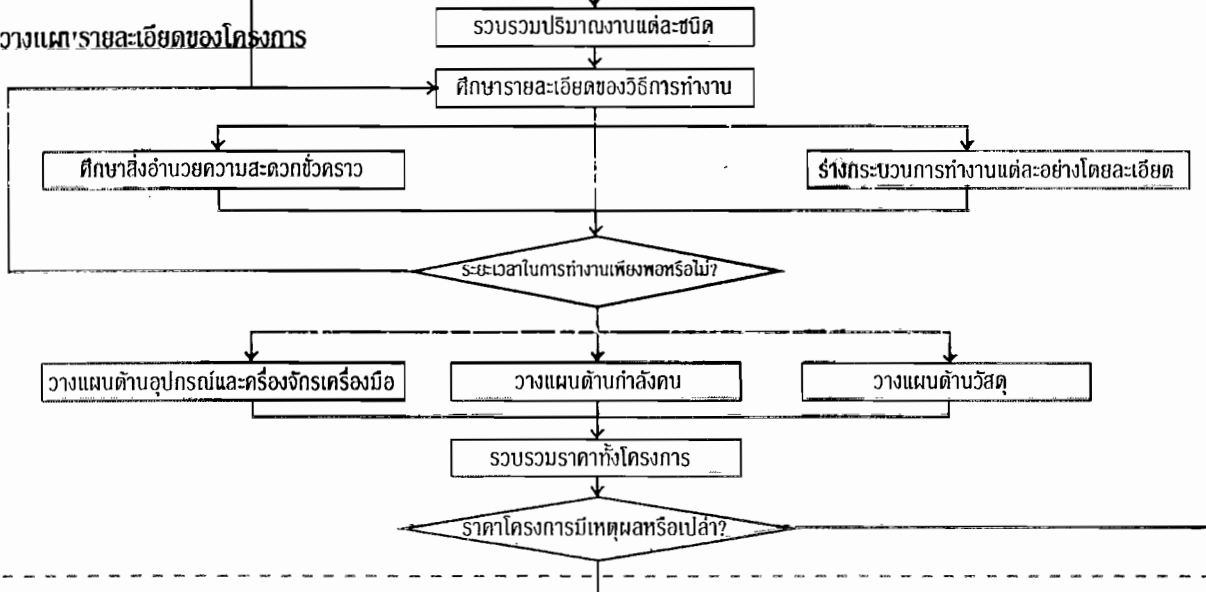 รวบรวมปริมาณงานแต่ละชนิด
วางแผนรายละเอียดของโครงการ
ศึกษารายละเอียดของวิธีการทำงาน
ศึกษาสิ่งอำนวยความสะดวกชั่วคราว
ร่างกระบวนการทำงานแต่ละอย่างโดยละเอียด
ระยะเวลาในการทำงานเพียงพอหรือไม่?
วางแผนด้านอุปกรณ์และครื่องจักรเครื่องมือ
วางแผนด้านกำลังคน
วางแผนด้านวัสดุ
รวบรวมราคาทั้งโครงการ
ราคาโครงการมีเหตุผลหรือเปล่า?